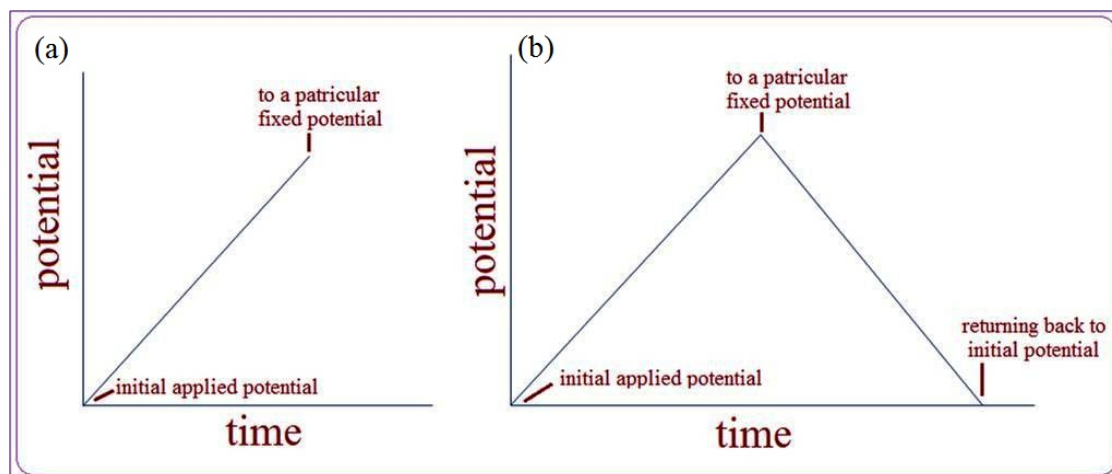 (a)
to a patricular
fixed potential
potential
initial applied potential
time
(b)
to a patricular
fixed potential
potential
returning back to
initial potential
initial applied potential
time